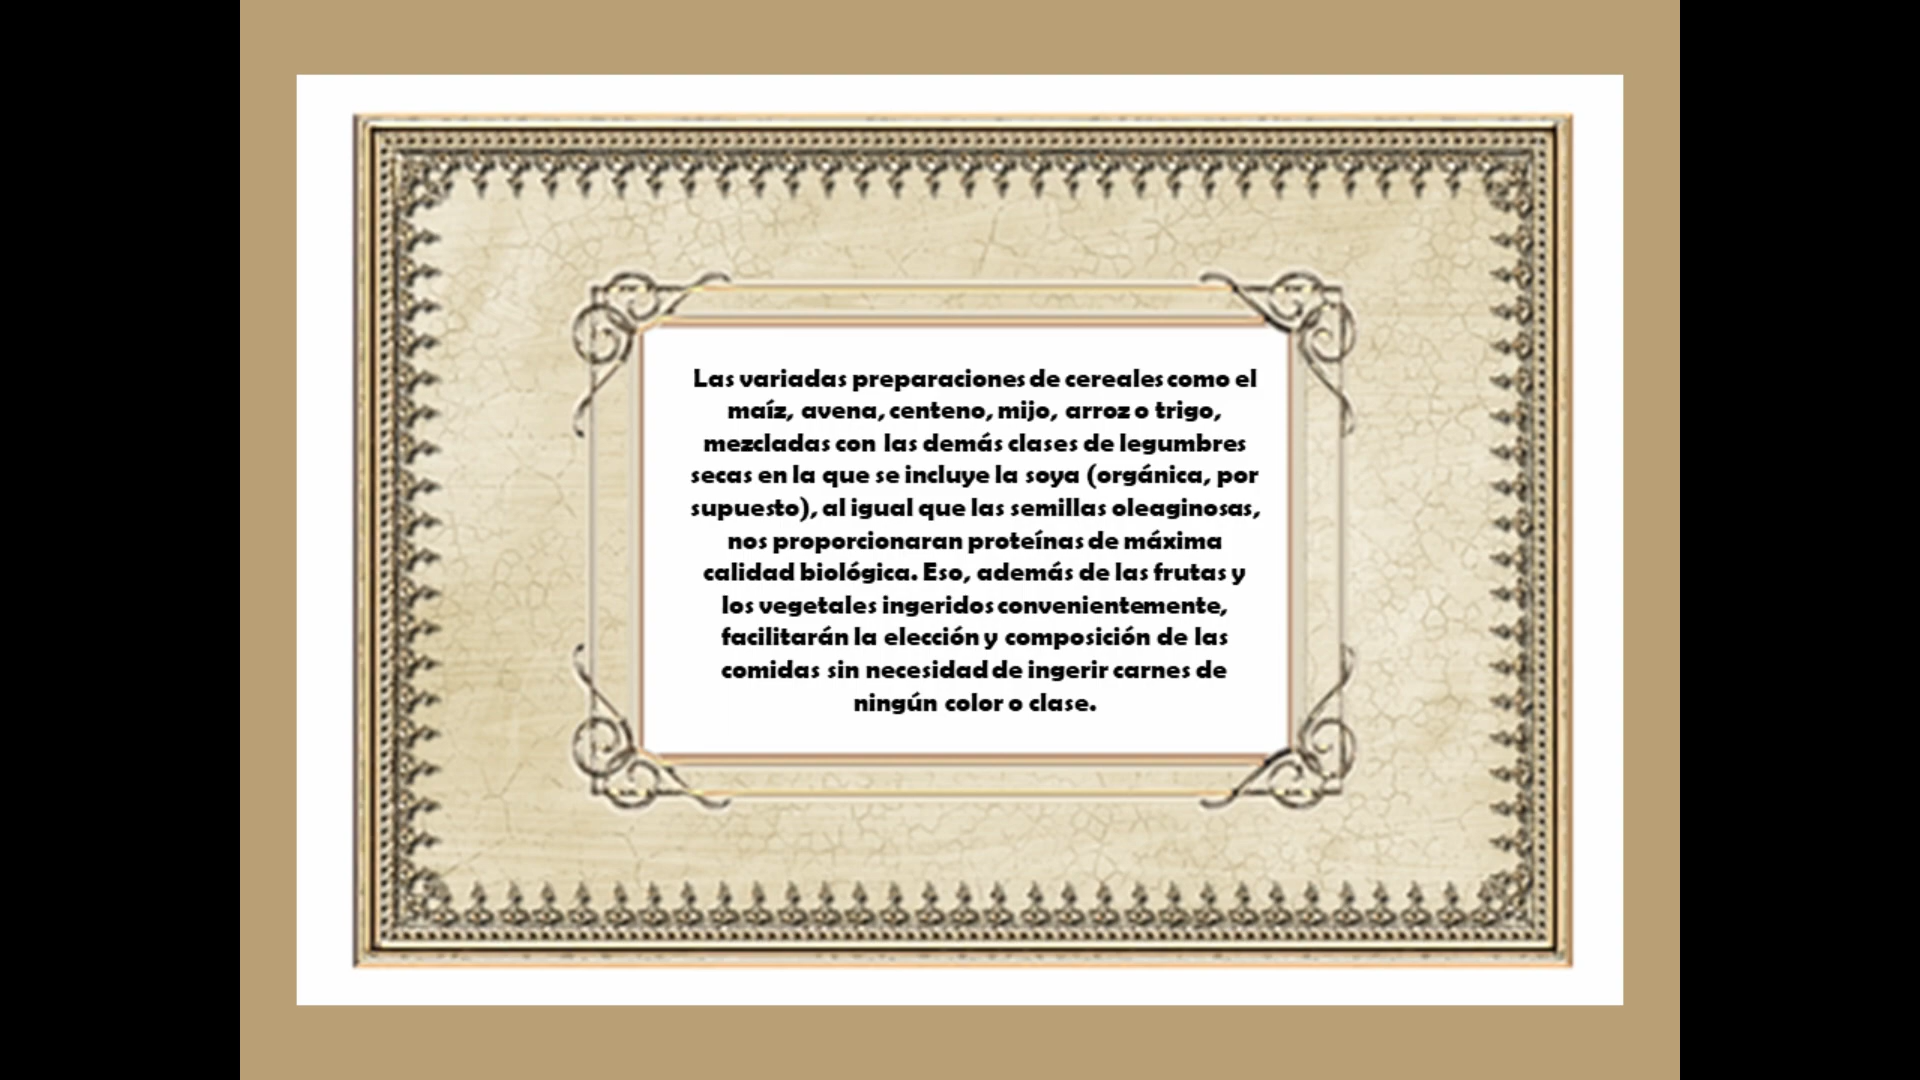 Las variadas preparaciones de cereales como el
maíz, avena, centeno, mijo, arroz o trigo,
mezcladas con las demás clases de legumbres
secas en la que se incluye la soya (orgánica, por
supuesto), al igual que las semillas oleaginosas,
nos proporcionaran proteínas de máxima
calidad biológica. Eso, además de las frutas y
los vegetales ingeridos convenientemente,
facilitarán la elección y composición de las
comidas sin necesidad de ingerir carnes de
ningún color o clase.